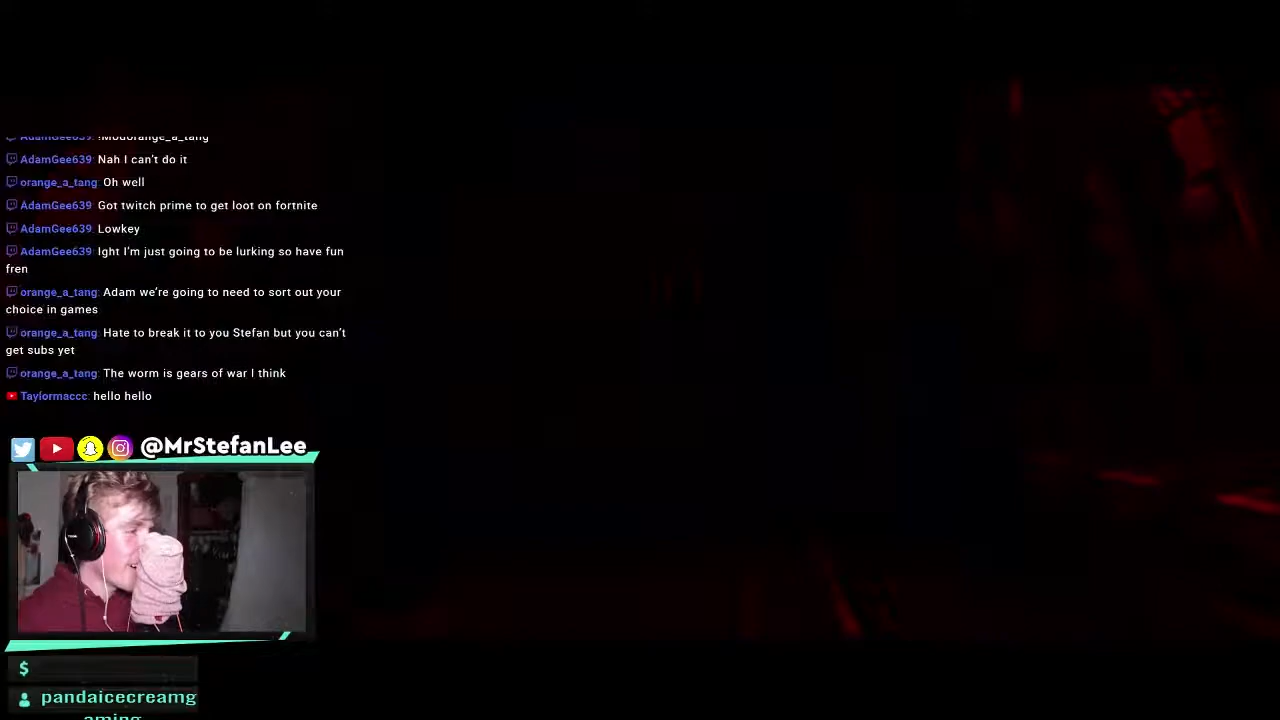 AdamGee639: !Modorange_a_tang
AdamGee639: Nah I can't do it
orange_a_tang: Oh well
AdamGee639: Got twitch prime to get loot on fortnite
AdamGee639: Lowkey
AdamGee639: Ight I'm just going to be lurking so have fun
fren
orange_a_tang: Adam we're going to need to sort out your
choice in games
orange_a_tang: Hate to break it to you Stefan but you can't
get subs yet
orange_a_tang: The worm is gears of war I think
Taylormaccc: hello hello
@MrStefanLee
$
pandaicecreamg
aming